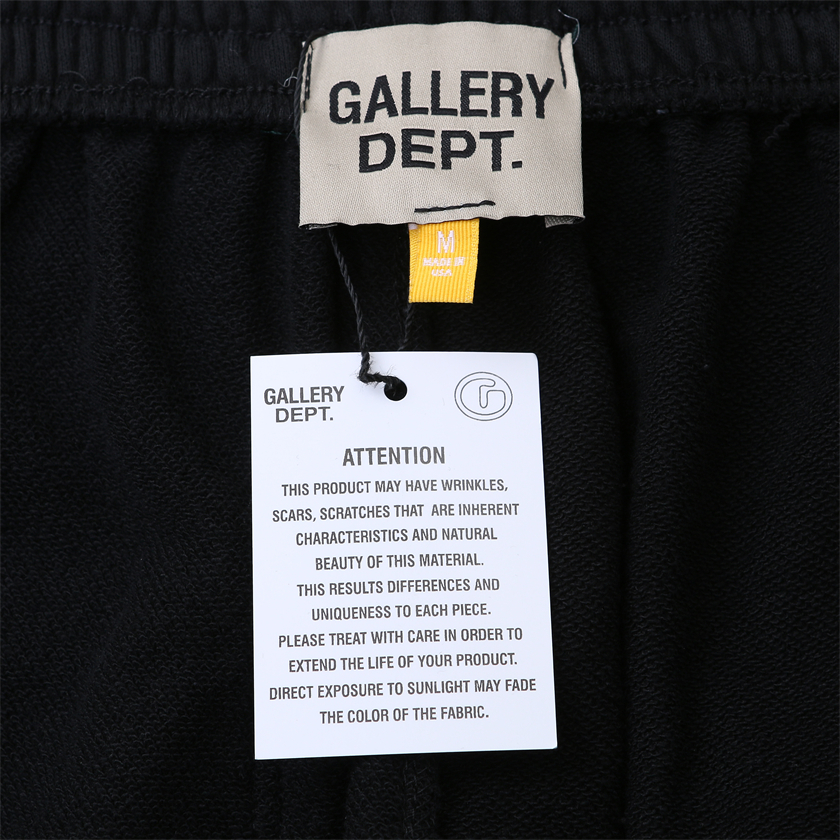 GALLERY
DEPT.
M
MADE IN
USA
GALLERY
DEPT.
G
ATTENTION
THIS PRODUCT MAY HAVE WRINKLES,
SCARS, SCRATCHES THAT ARE INHERENT
CHARACTERISTICS AND NATURAL
BEAUTY OF THIS MATERIAL.
THIS RESULTS DIFFERENCES AND
UNIQUENESS TO EACH PIECE.
PLEASE TREAT WITH CARE IN ORDER TO
EXTEND THE LIFE OF YOUR PRODUCT.
DIRECT EXPOSURE TO SUNLIGHT MAY FADE
THE COLOR OF THE FABRIC.